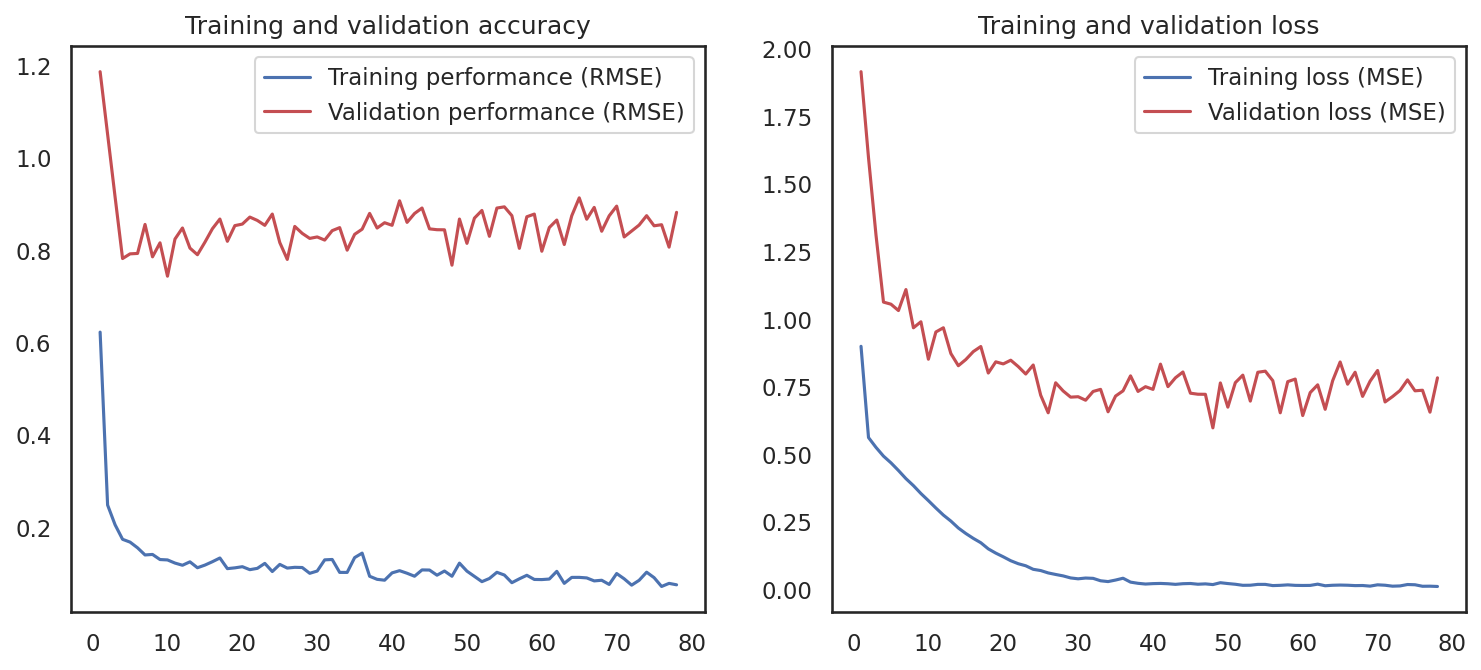 Training and validation accuracy
1.2
1.0
0.8
0.6
0.4
0.2
0 10 20 30 40 50 60 70 80
Training performance (RMSE)
Validation performance (RMSE)
Training and validation loss
2.00
1.75
1.50
1.25
1.00
0.75
0.50
0.25
0.00
0 10 20 30 40 50 60 70 80
Training loss (MSE)
Validation loss (MSE)